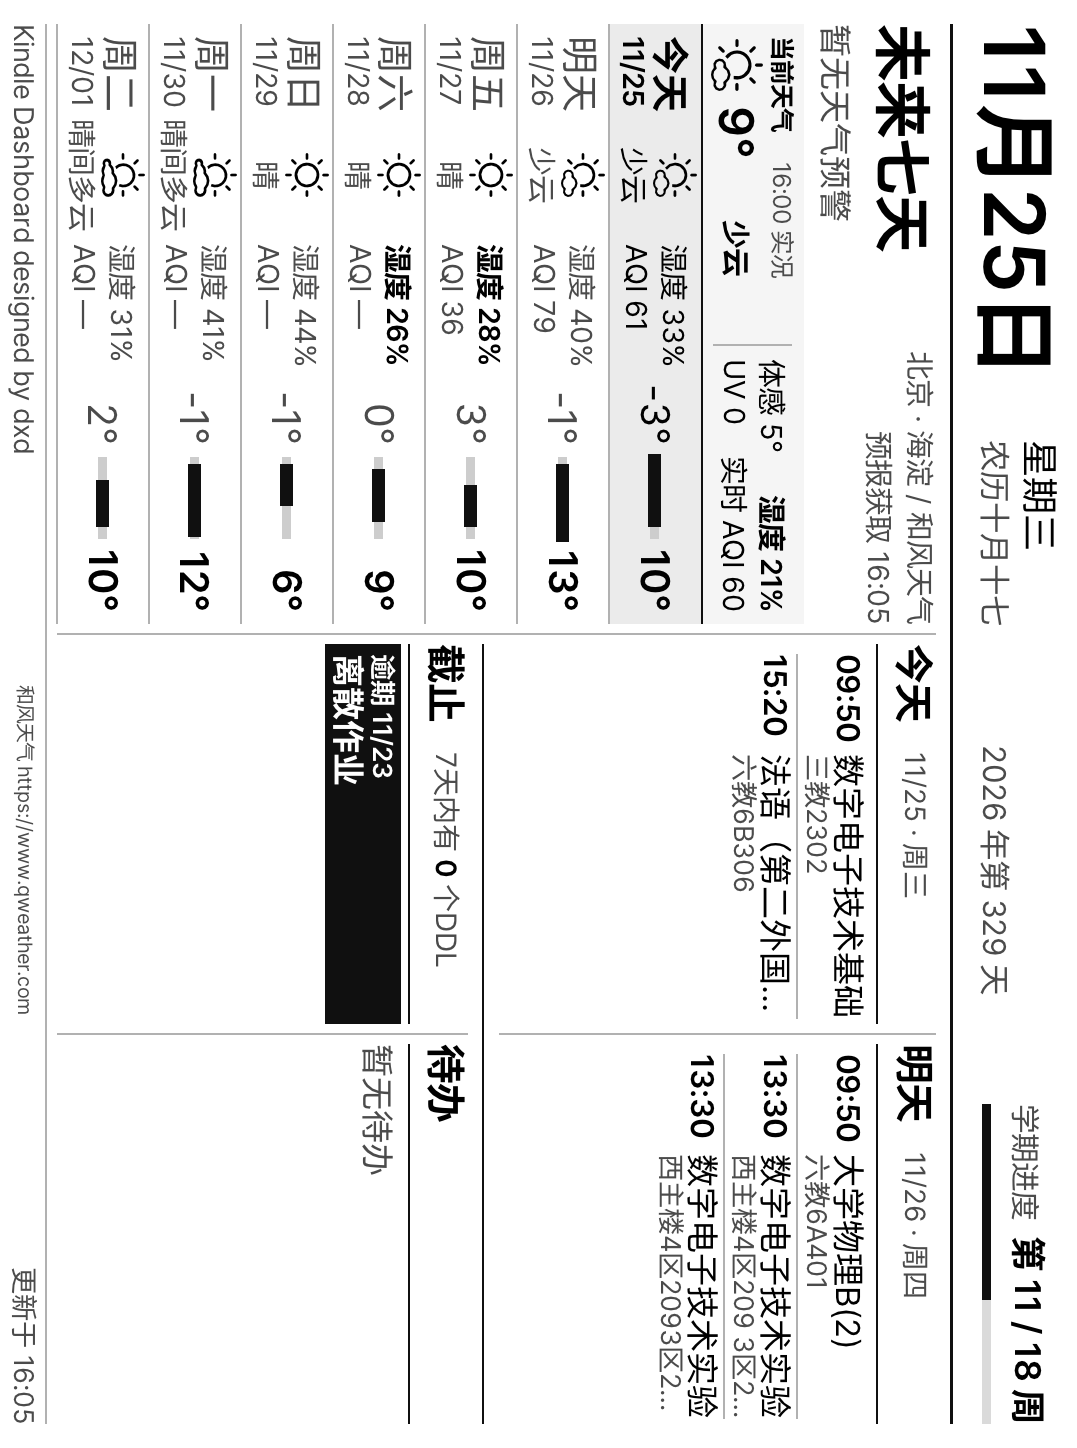 11月25日
星期三
农历十月十七
2026 年第 329 天
学期进度 第 11 / 18 周
未来七天
北京 · 海淀 / 和风天气
预报获取 16:05
暂无天气预警
当前天气 16:00 实况
9° 少云
体感 5° 湿度 21%
UV 0 实时 AQI 60
今天 湿度 33% -3° 10°
11/25 少云 AQI 61
明天 湿度 40% -1° 13°
11/26 少云 AQI 79
周五 湿度 28% 3° 10°
11/27 晴 AQI 36
周六 湿度 26% 0° 9°
11/28 晴 AQI —
周日 湿度 44% -1° 6°
11/29 晴 AQI —
周一 湿度 41% -1° 12°
11/30 晴间多云 AQI —
周二 湿度 31% 2° 10°
12/01 晴间多云 AQI —
今天 11/25 · 周三
09:50 数字电子技术基础
三教2302
15:20 法语（第二外国…
六教6B306
明天 11/26 · 周四
09:50 大学物理B(2)
六教6A401
13:30 数字电子技术实验
西主楼4区209 3区2…
13:30 数字电子技术实验
西主楼4区2093区2…
截止 7天内有 0 个DDL
逾期 11/23
离散作业
待办
暂无待办
Kindle Dashboard designed by dxd
和风天气 https://www.qweather.com
更新于 16:05